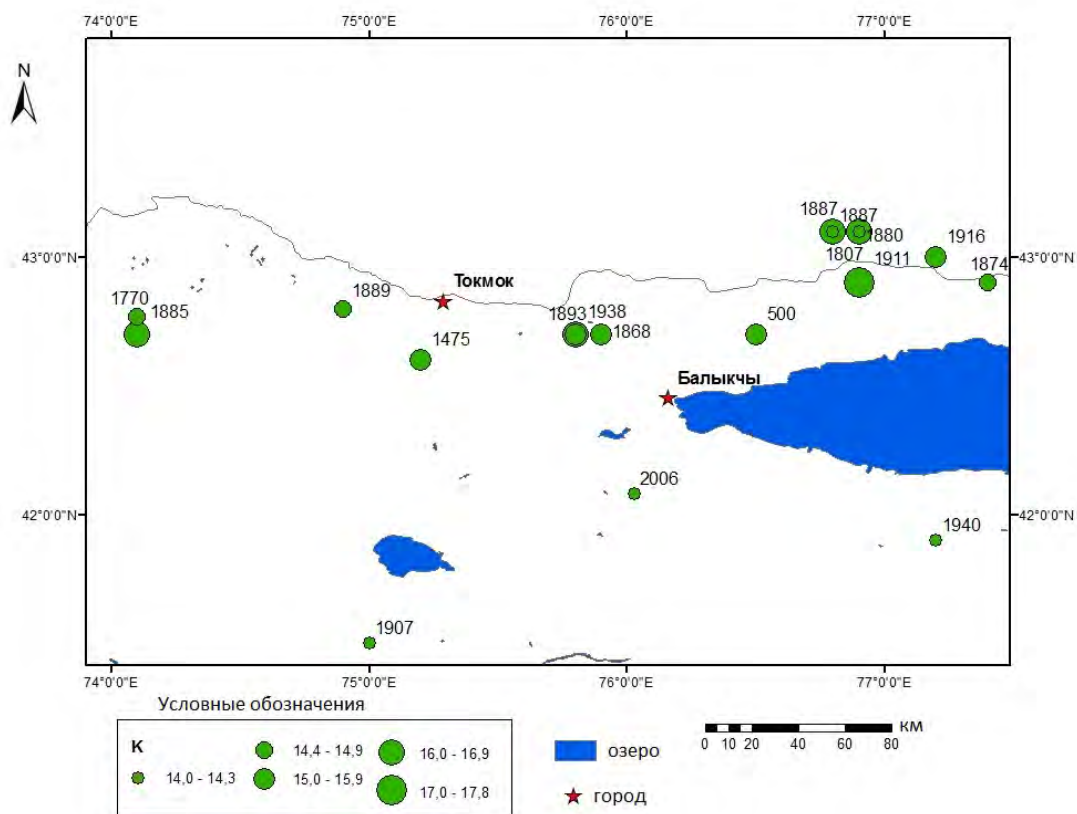 74°0'0"E 75°0'0"E 76°0'0"E 77°0'0"E
N
1887 1887
1880
1916
43°0'0"N 43°0'0"N
1807 1911
1874
Токмок
1889
1770
1885
1893 1938
1868
500
1475
Балыкчы
2006
42°0'0"N 42°0'0"N
1940
1907
74°0'0"E 75°0'0"E 76°0'0"E 77°0'0"E
Условные обозначения
К
14,0 - 14,3
14,4 - 14,9
15,0 - 15,9
16,0 - 16,9
17,0 - 17,8
озеро
город
км
0 10 20 40 60 80